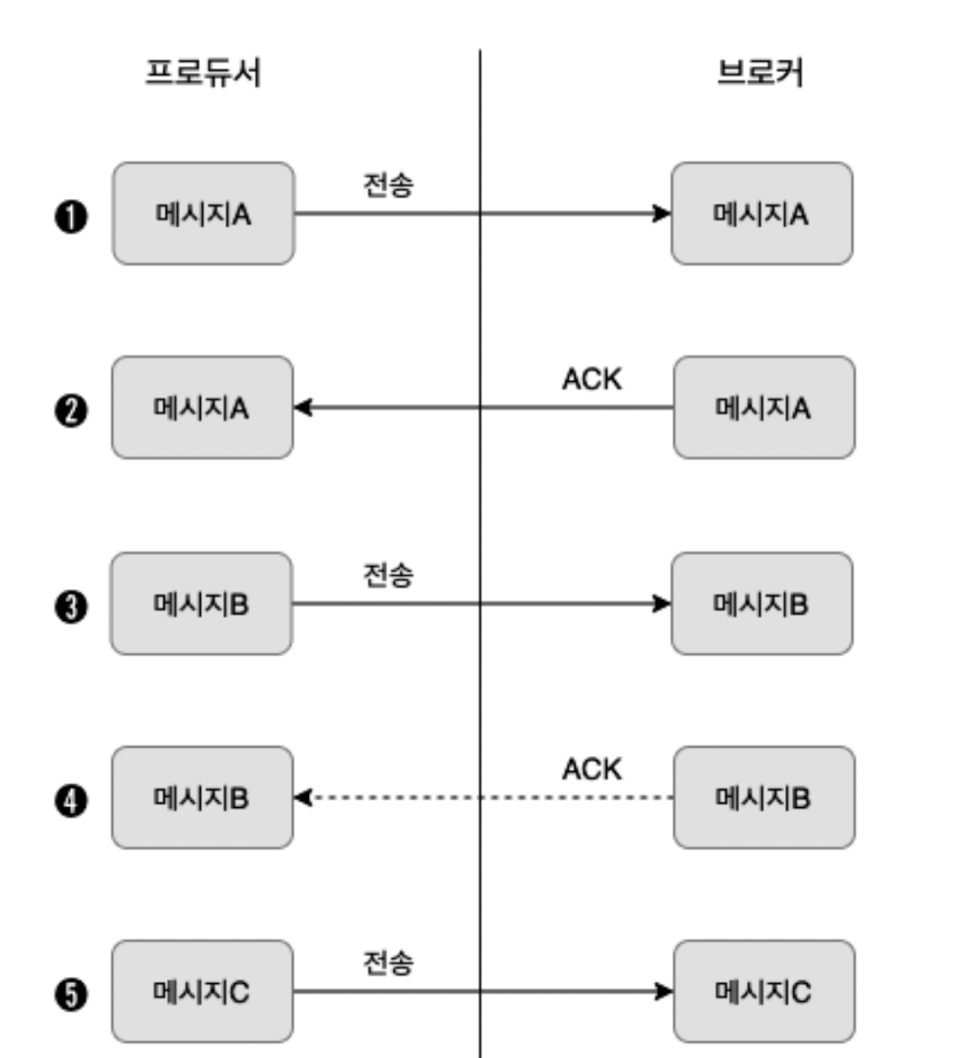 프로듀서 브로커
❶ 메시지A 전송 메시지A
❷ 메시지A ACK 메시지A
❸ 메시지B 전송 메시지B
❹ 메시지B ACK 메시지B
❺ 메시지C 전송 메시지C